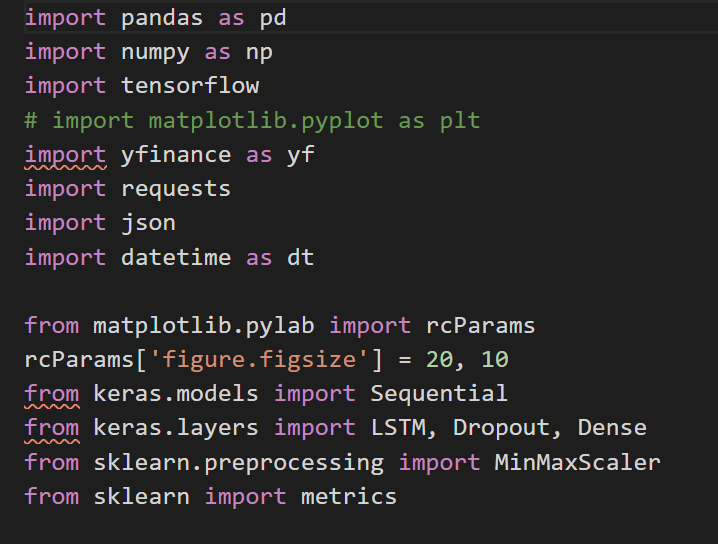 import pandas as pd
import numpy as np
import tensorflow
# import matplotlib.pyplot as plt
import yfinance as yf
import requests
import json
import datetime as dt
from matplotlib.pylab import rcParams
rcParams['figure.figsize'] = 20, 10
from keras.models import Sequential
from keras.layers import LSTM, Dropout, Dense
from sklearn.preprocessing import MinMaxScaler
from sklearn import metrics